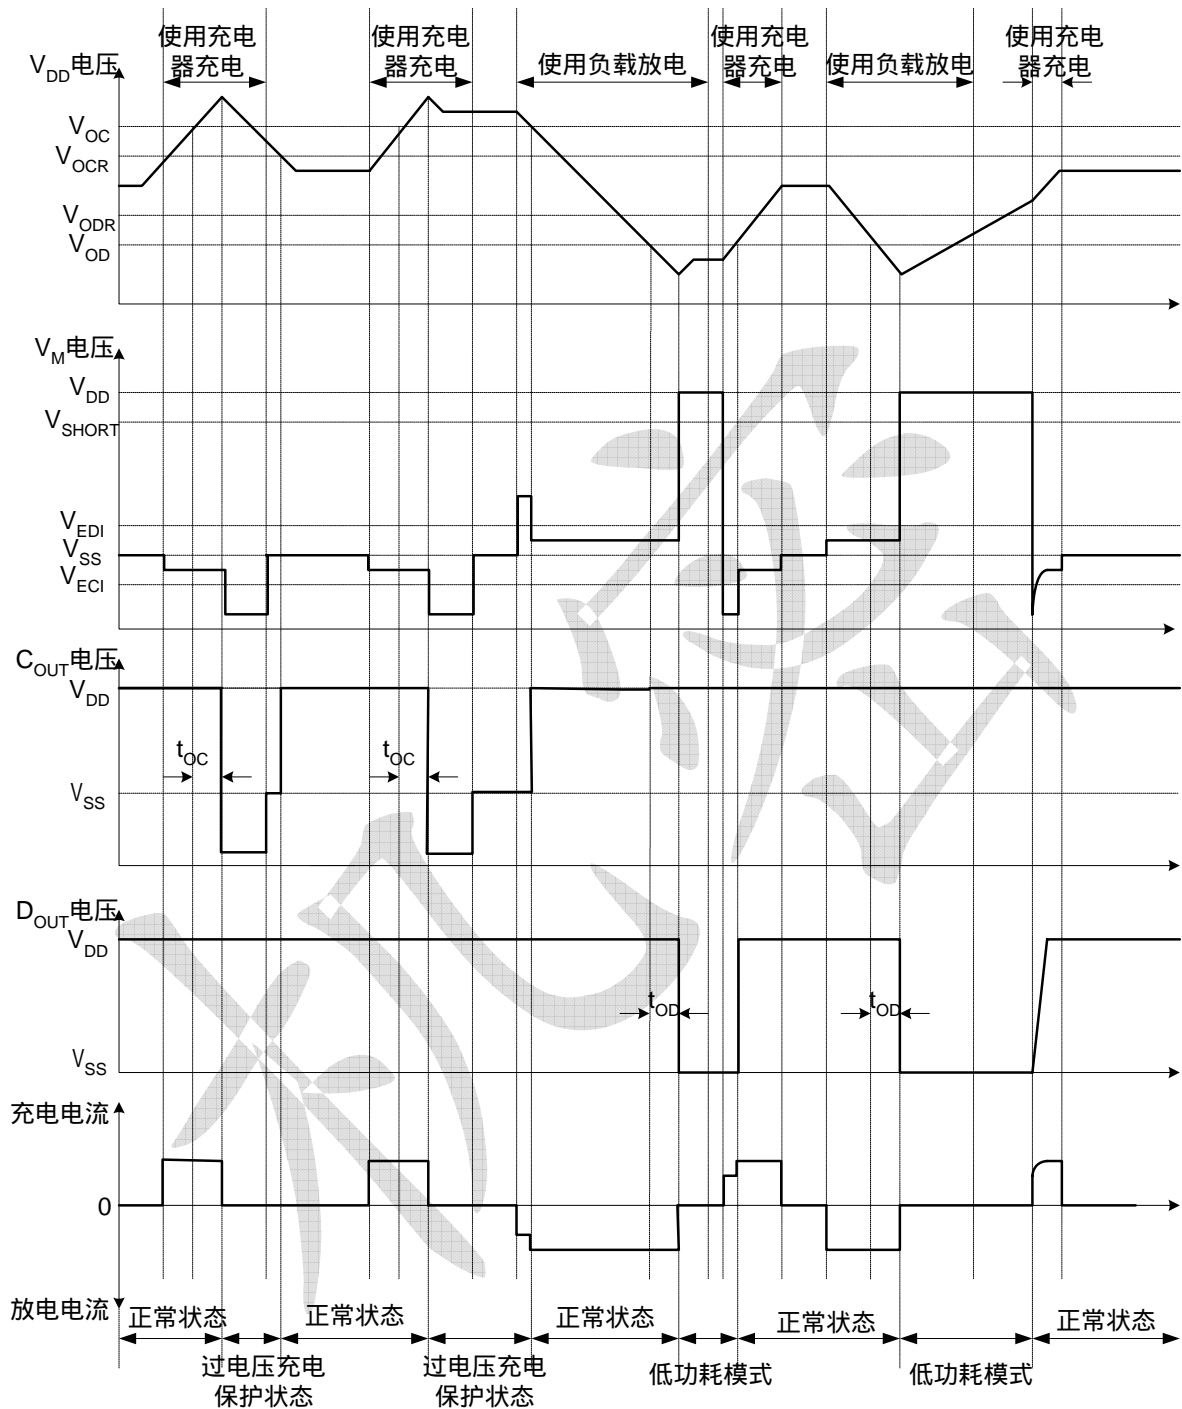 使用充电
器充电
使用充电
器充电
使用负载放电
使用充电
器充电
使用负载放电
使用充电
器充电
VDD电压
VOC
VOCR
VODR
VOD
VM电压
VDD
VSHORT
VEDI
VSS
VECI
COUT电压
VDD
tOC
tOC
VSS
DOUT电压
VDD
tOD
tOD
VSS
充电电流
0
放电电流
正常状态
正常状态
正常状态
正常状态
正常状态
过电压充电
保护状态
过电压充电
保护状态
低功耗模式
低功耗模式
机密